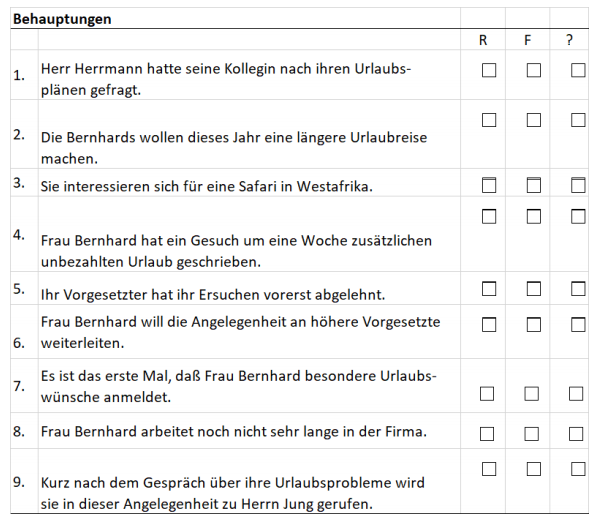 Behauptungen
R F ?
1. Herr Herrmann hatte seine Kollegin nach ihren Urlaubs-
plänen gefragt.
2. Die Bernhards wollen dieses Jahr eine längere Urlaubreise
machen.
3. Sie interessieren sich für eine Safari in Westafrika.
4. Frau Bernhard hat ein Gesuch um eine Woche zusätzlichen
unbezahlten Urlaub geschrieben.
5. Ihr Vorgesetzter hat ihr Ersuchen vorerst abgelehnt.
6. Frau Bernhard will die Angelegenheit an höhere Vorgesetzte
weiterleiten.
7. Es ist das erste Mal, daß Frau Bernhard besondere Urlaubs-
wünsche anmeldet.
8. Frau Bernhard arbeitet noch nicht sehr lange in der Firma.
9. Kurz nach dem Gespräch über ihre Urlaubsprobleme wird
sie in dieser Angelegenheit zu Herrn Jung gerufen.